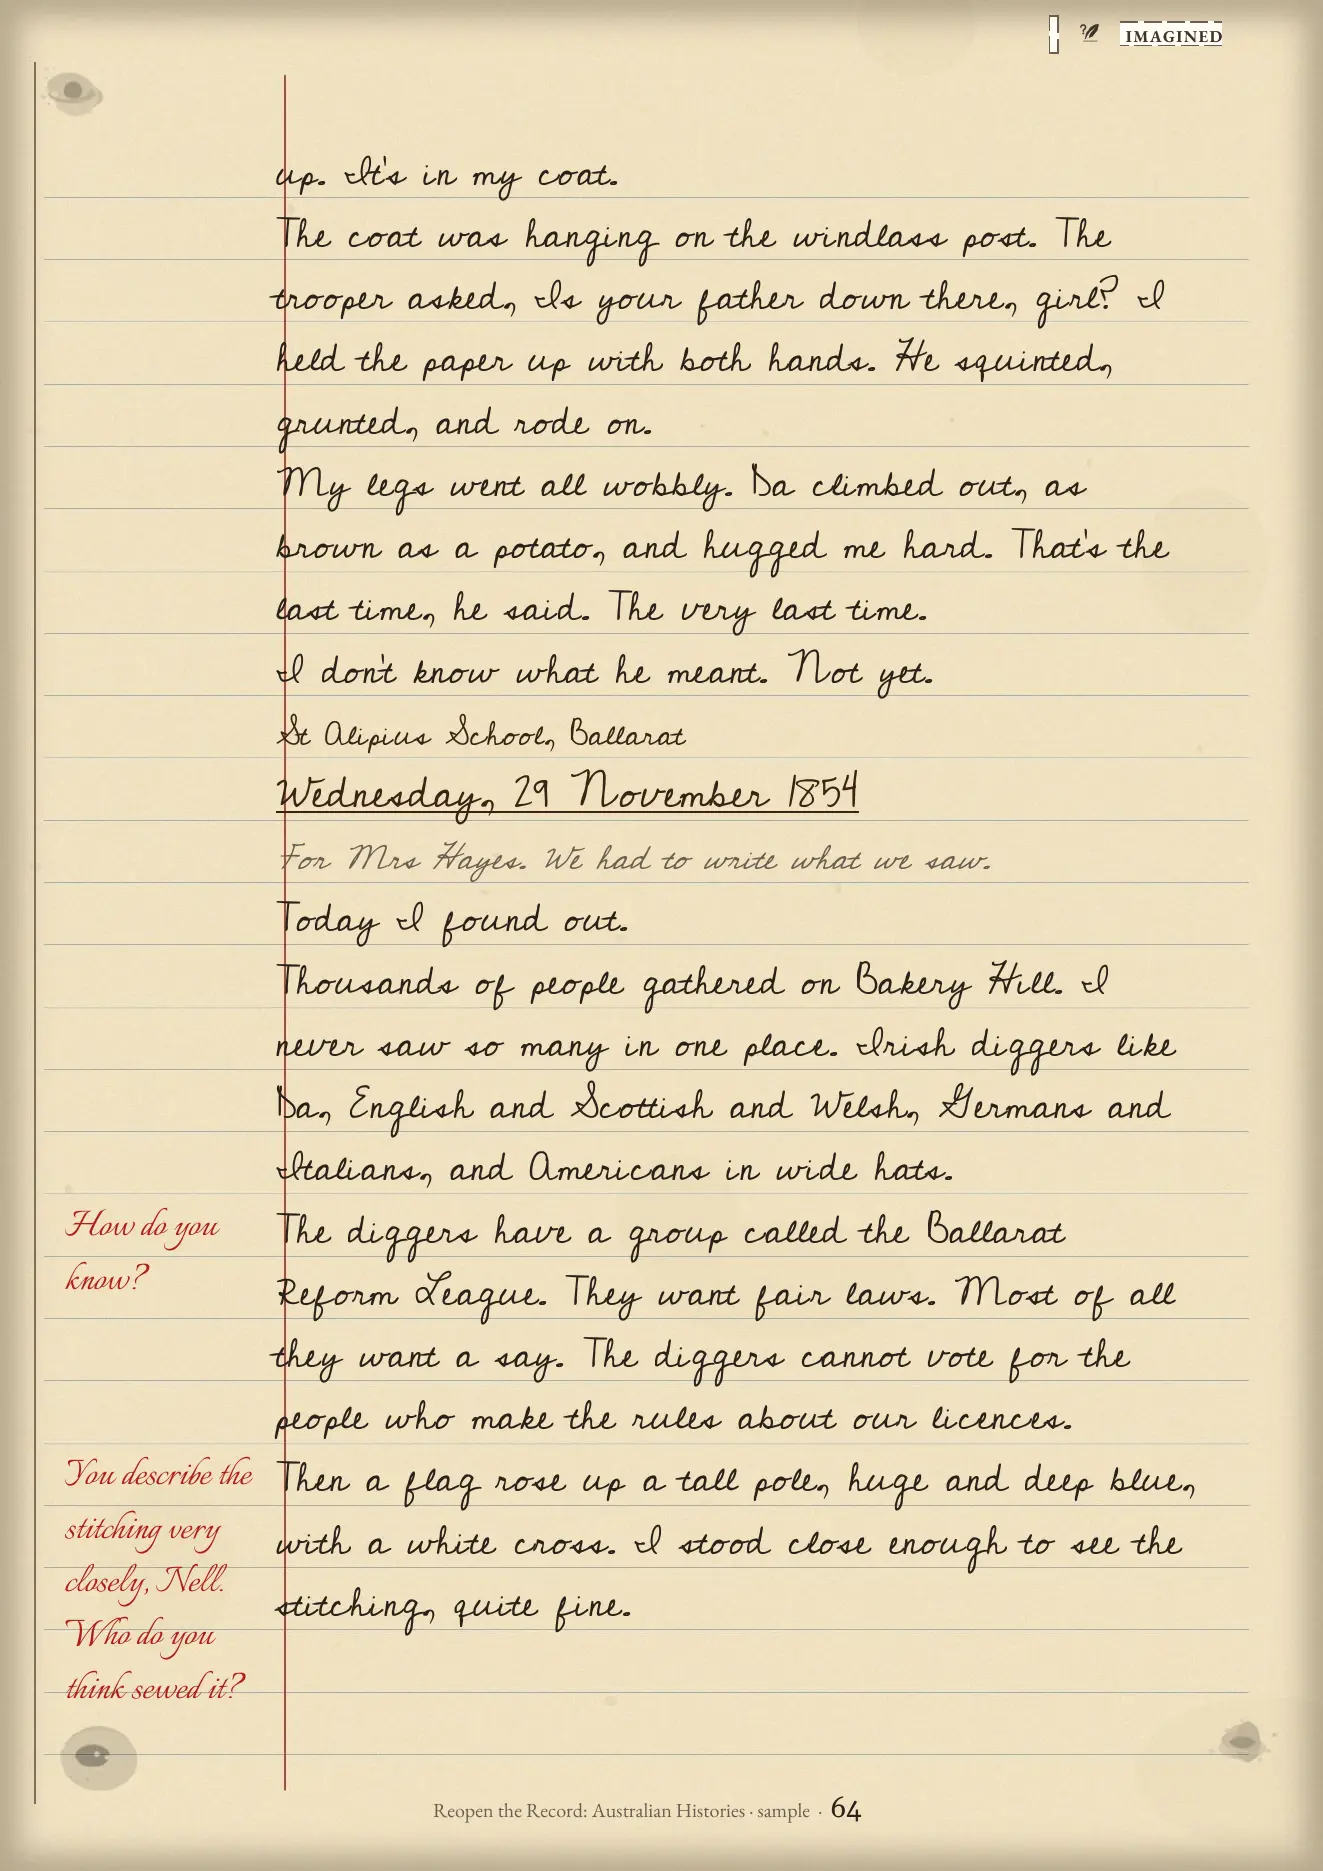 IMAGINED
up. It's in my coat.
The coat was hanging on the windlass post. The
trooper asked, Is your father down there, girl? I
held the paper up with both hands. He squinted,
grunted, and rode on.
My legs went all wobbly. Da climbed out, as
brown as a potato, and hugged me hard. That's the
last time, he said. The very last time.
I don't know what he meant. Not yet.
St Alipius School, Ballarat
Wednesday, 29 November 1854
For Mrs Hayes. We had to write what we saw.
Today I found out.
Thousands of people gathered on Bakery Hill. I
never saw so many in one place. Irish diggers like
Da, English and Scottish and Welsh, Germans and
Italians, and Americans in wide hats.
How do you
know?
The diggers have a group called the Ballarat
Reform League. They want fair laws. Most of all
they want a say. The diggers cannot vote for the
people who make the rules about our licences.
You describe the
stitching very
closely, Nell.
Who do you
think sewed it?
Then a flag rose up a tall pole, huge and deep blue,
with a white cross. I stood close enough to see the
stitching, quite fine.
Reopen the Record: Australian Histories · sample · 64